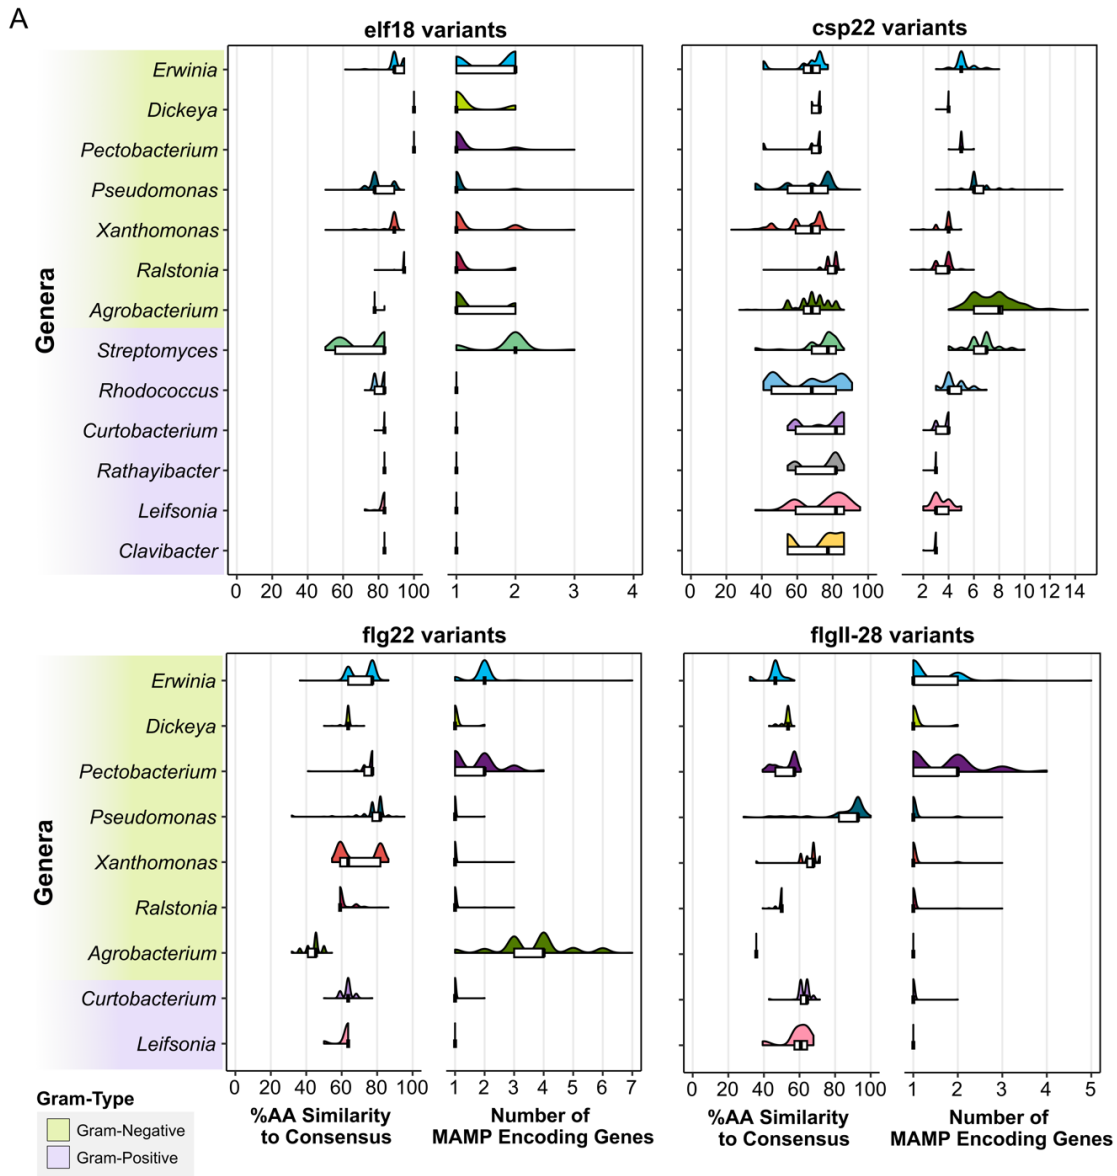 A
elf18 variants
csp22 variants
Genera
Erwinia
Dickeya
Pectobacterium
Pseudomonas
Xanthomonas
Ralstonia
Agrobacterium
Streptomyces
Rhodococcus
Curtobacterium
Rathayibacter
Leifsonia
Clavibacter
0 20 40 60 80 100 1 2 3 4
0 20 40 60 80 100 2 4 6 8 10 12 14
flg22 variants
flgII-28 variants
Genera
Erwinia
Dickeya
Pectobacterium
Pseudomonas
Xanthomonas
Ralstonia
Agrobacterium
Curtobacterium
Leifsonia
0 20 40 60 80 100 1 2 3 4 5 6 7
0 20 40 60 80 100 1 2 3 4 5
%AA Similarity
to Consensus
Number of
MAMP Encoding Genes
%AA Similarity
to Consensus
Number of
MAMP Encoding Genes
Gram-Type
Gram-Negative
Gram-Positive